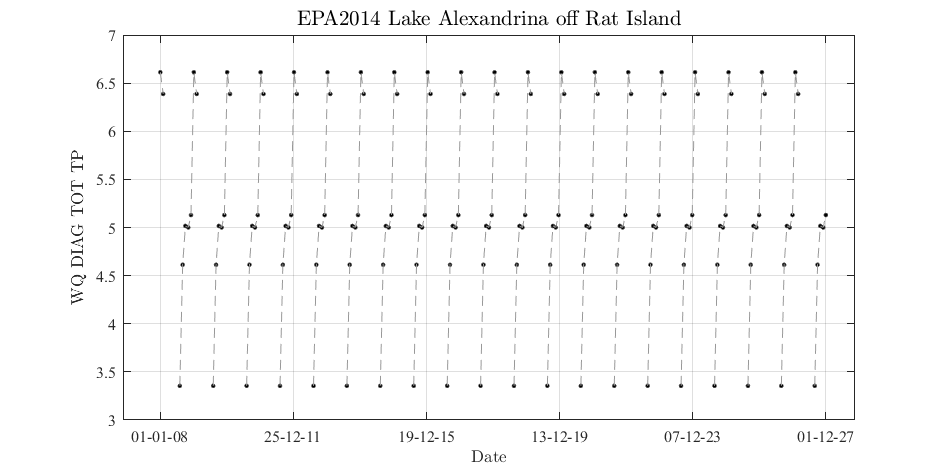 EPA2014 Lake Alexandrina off Rat Island
7
6.5
6
5.5
5
4.5
4
3.5
3
WQ DIAG TOT TP
01-01-08 25-12-11 19-12-15 13-12-19 07-12-23 01-12-27
Date